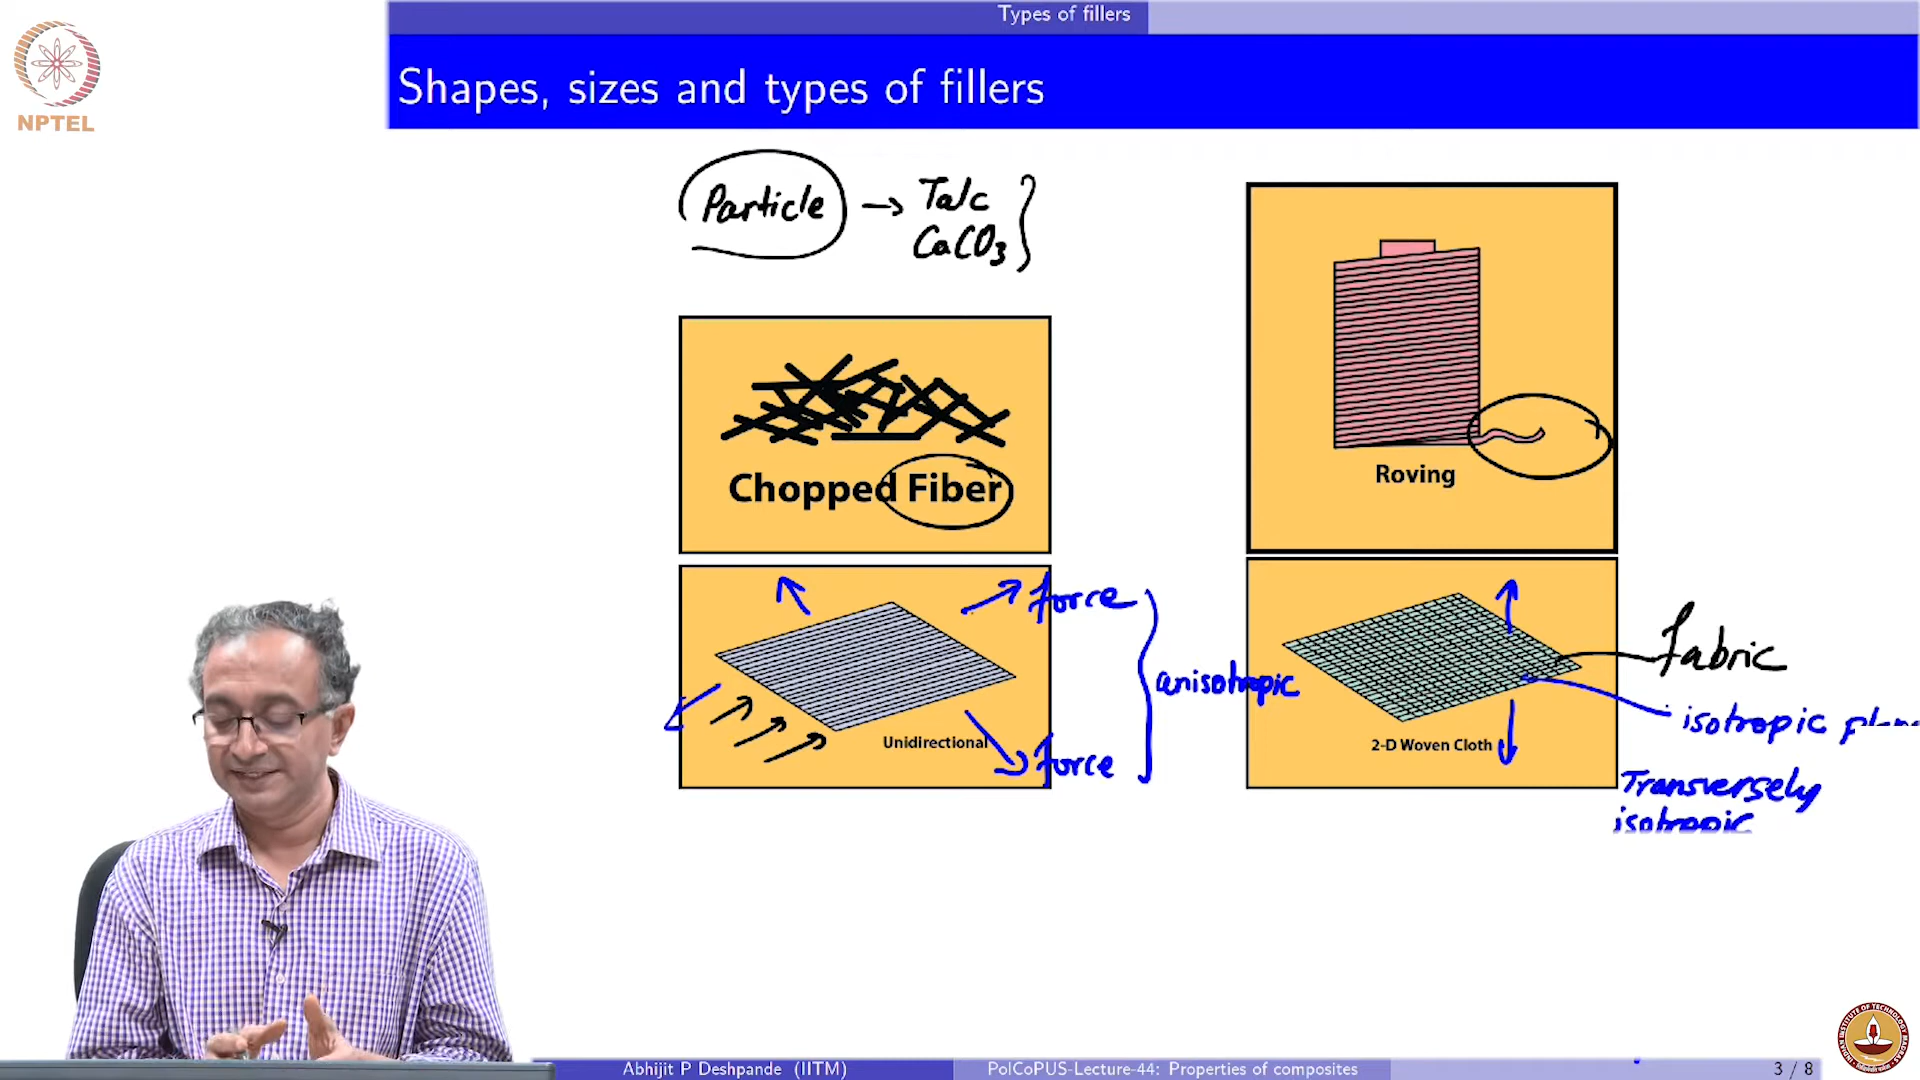 Types of fillers
Shapes, sizes and types of fillers
NPTEL
Particle → Talc
CaCO3
Chopped Fiber
Roving
force
force
anisotropic
Unidirectional
2-D Woven Cloth
fabric
isotropic
Transversely
isotropic
Abhijit P Deshpande (IITM)
PolCoPUS-Lecture-44: Properties of composites
3 / 8